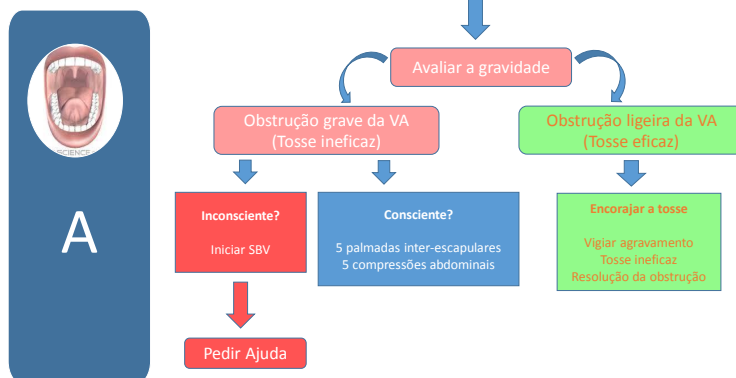 SCIENCE
A
Avaliar a gravidade
Obstrução grave da VA
(Tosse ineficaz)
Obstrução ligeira da VA
(Tosse eficaz)
Inconsciente?
Iniciar SBV
Consciente?
5 palmadas inter-escapulares
5 compressões abdominais
Encorajar a tosse
Vigiar agravamento
Tosse ineficaz
Resolução da obstrução
Pedir Ajuda